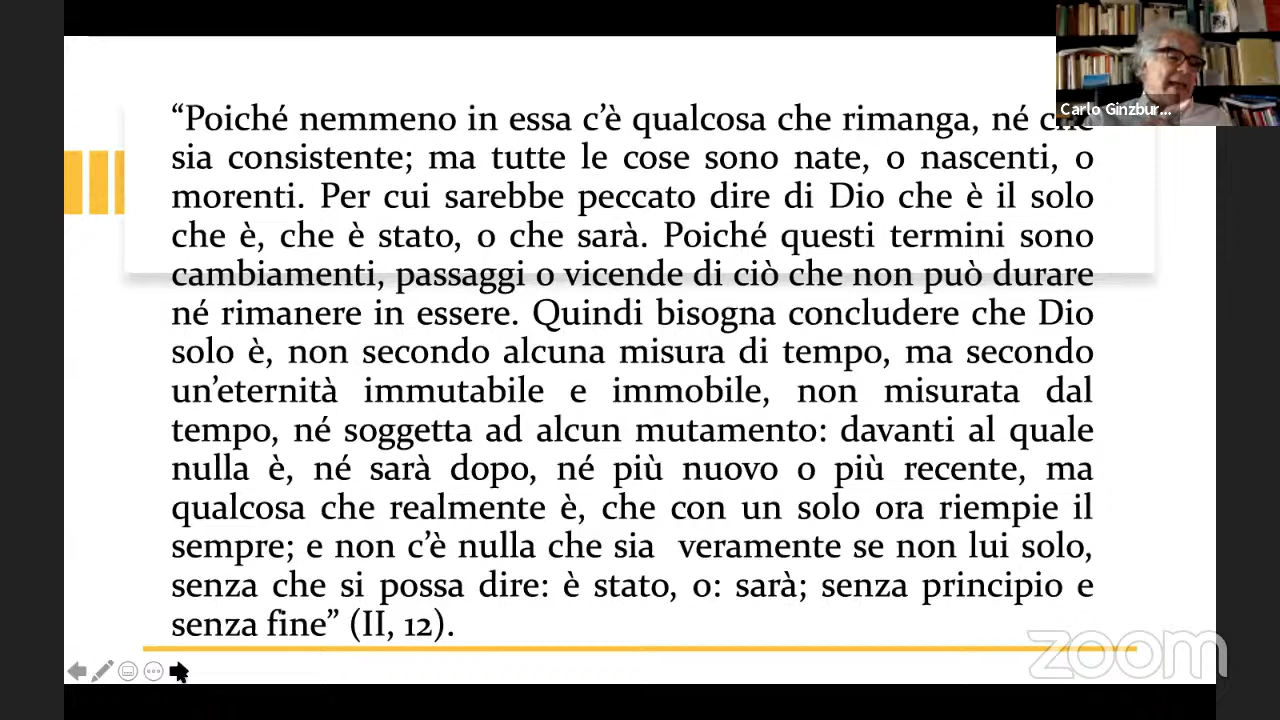 Carlo Ginzbur...
“Poiché nemmeno in essa c’è qualcosa che rimanga, né che
sia consistente; ma tutte le cose sono nate, o nascenti, o
morenti. Per cui sarebbe peccato dire di Dio che è il solo
che è, che è stato, o che sarà. Poiché questi termini sono
cambiamenti, passaggi o vicende di ciò che non può durare
né rimanere in essere. Quindi bisogna concludere che Dio
solo è, non secondo alcuna misura di tempo, ma secondo
un’eternità immutabile e immobile, non misurata dal
tempo, né soggetta ad alcun mutamento: davanti al quale
nulla è, né sarà dopo, né più nuovo o più recente, ma
qualcosa che realmente è, che con un solo ora riempie il
sempre; e non c’è nulla che sia  veramente se non lui solo,
senza che si possa dire: è stato, o: sarà; senza principio e
senza fine” (II, 12).
zoom